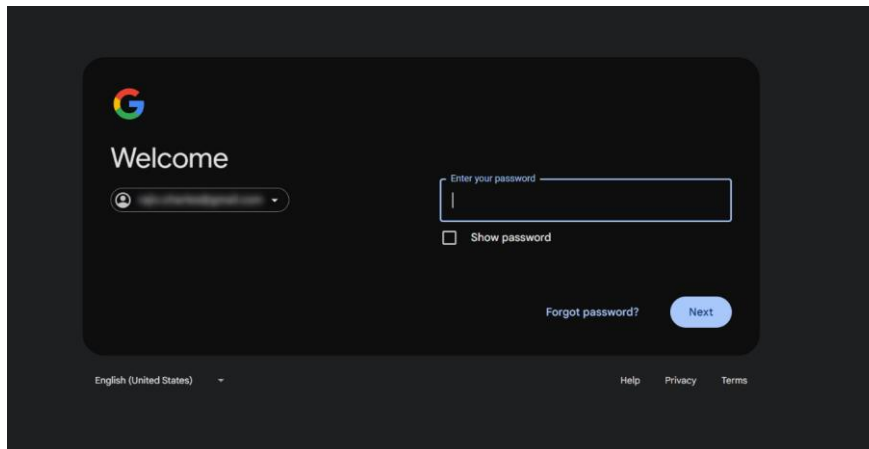 Welcome
Enter your password
Show password
Forgot password?
Next
English (United States)
Help Privacy Terms